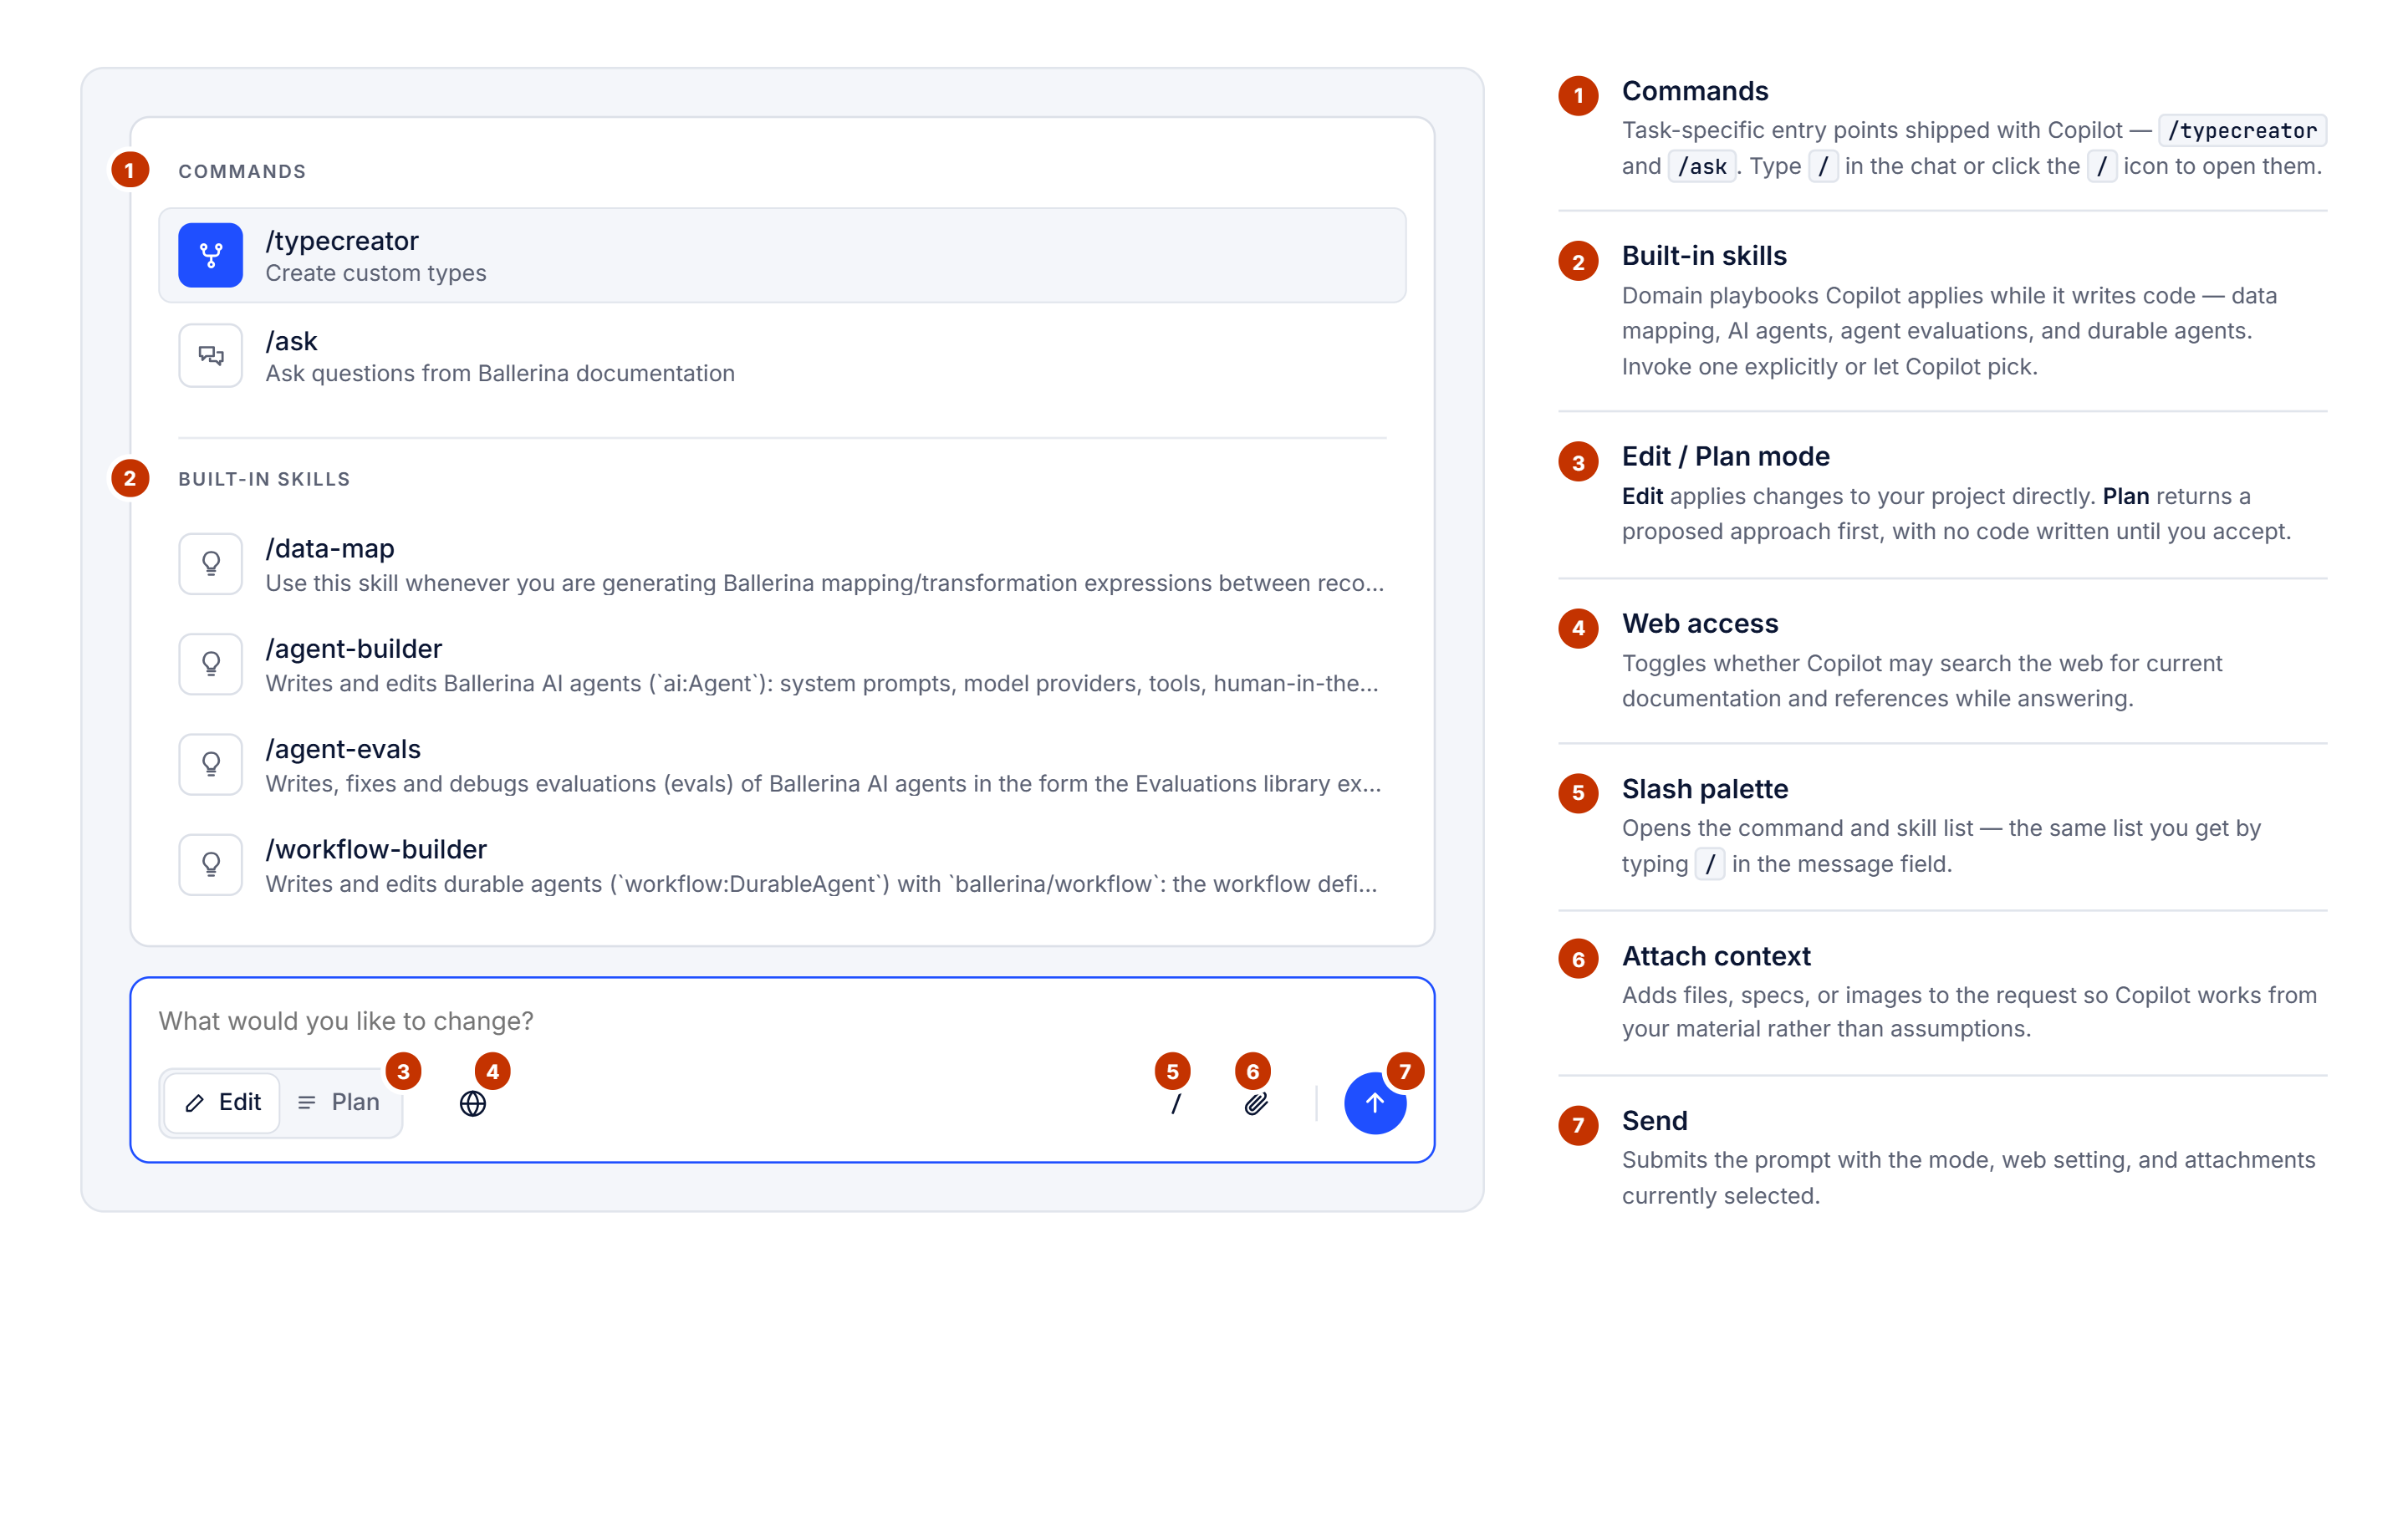 1 COMMANDS
/typecreator
Create custom types
/ask
Ask questions from Ballerina documentation
2 BUILT-IN SKILLS
/data-map
Use this skill whenever you are generating Ballerina mapping/transformation expressions between reco...
/agent-builder
Writes and edits Ballerina AI agents (`ai:Agent`): system prompts, model providers, tools, human-in-the...
/agent-evals
Writes, fixes and debugs evaluations (evals) of Ballerina AI agents in the form the Evaluations library ex...
/workflow-builder
Writes and edits durable agents (`workflow:DurableAgent`) with `ballerina/workflow`: the workflow defi...
What would you like to change?
3 4 5 6 7
Edit Plan /
1 Commands
Task-specific entry points shipped with Copilot — /typecreator
and /ask. Type / in the chat or click the / icon to open them.
2 Built-in skills
Domain playbooks Copilot applies while it writes code — data
mapping, AI agents, agent evaluations, and durable agents.
Invoke one explicitly or let Copilot pick.
3 Edit / Plan mode
Edit applies changes to your project directly. Plan returns a
proposed approach first, with no code written until you accept.
4 Web access
Toggles whether Copilot may search the web for current
documentation and references while answering.
5 Slash palette
Opens the command and skill list — the same list you get by
typing / in the message field.
6 Attach context
Adds files, specs, or images to the request so Copilot works from
your material rather than assumptions.
7 Send
Submits the prompt with the mode, web setting, and attachments
currently selected.